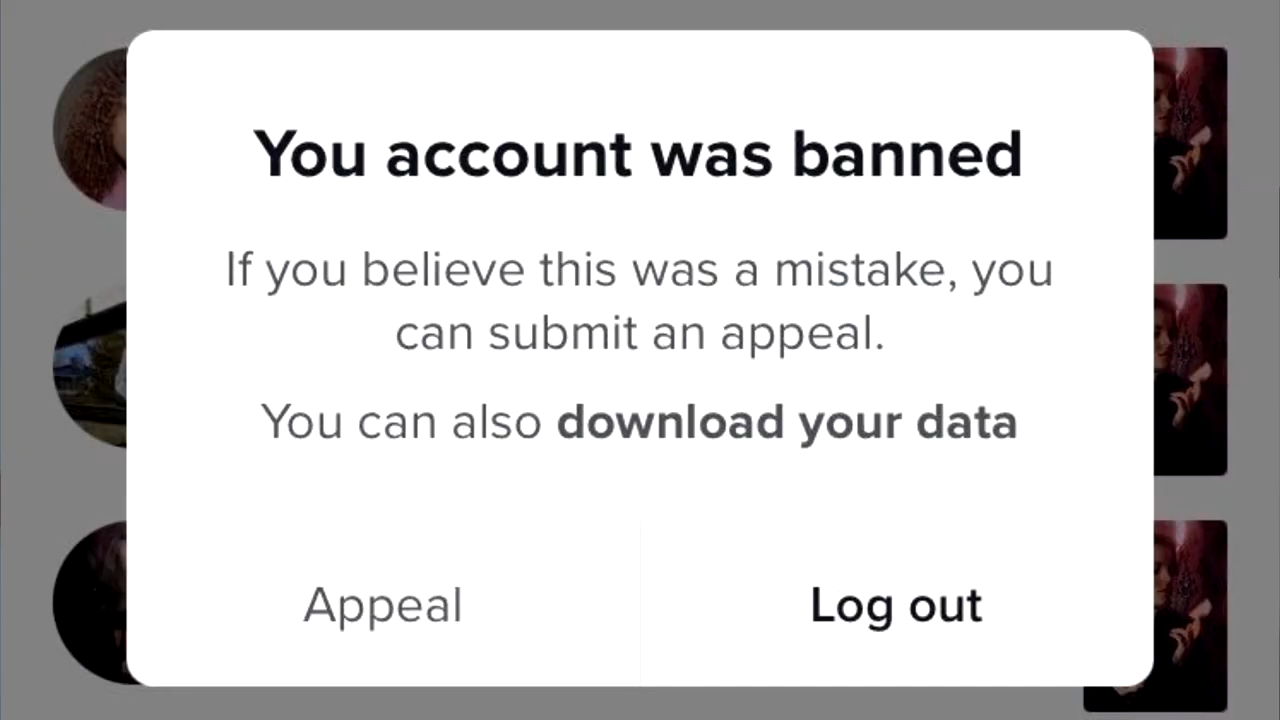 You account was banned
If you believe this was a mistake, you
can submit an appeal.
You can also download your data
Appeal
Log out